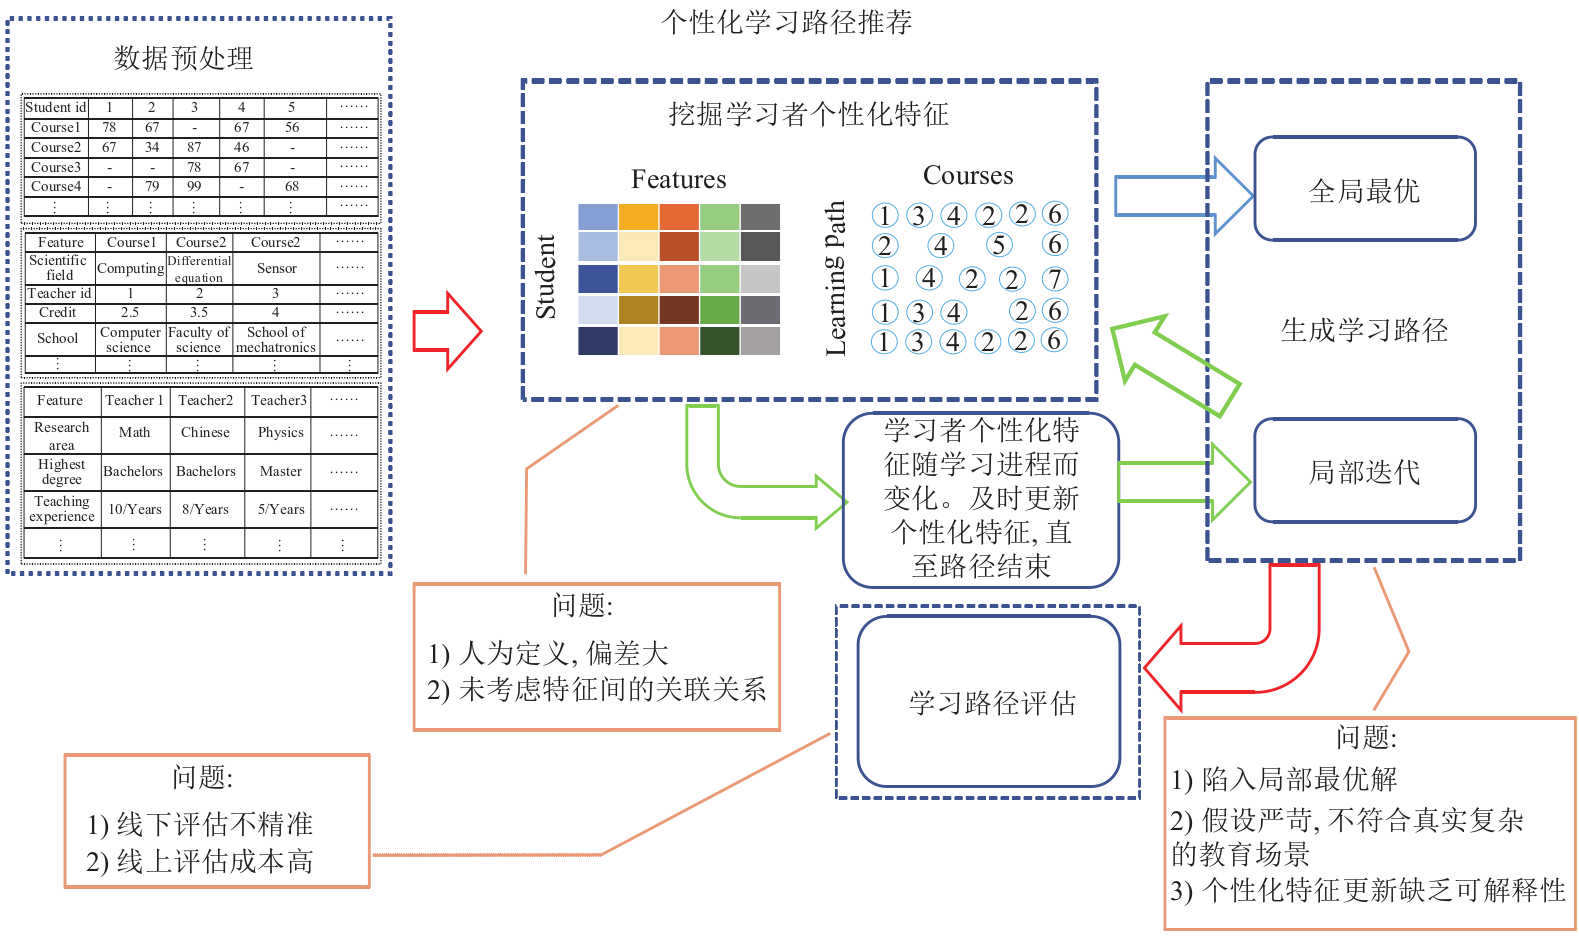 个性化学习路径推荐
数据预处理
Student id 1 2 3 4 5 ······
Course1 78 67 - 67 56 ······
Course2 67 34 87 46 - ······
Course3 - - 78 67 - ······
Course4 - 79 99 - 68 ······
⋮ ⋮ ⋮ ⋮ ⋮ ⋮ ······
Feature Course1 Course2 Course2 ······
Scientific field Computing Differential equation Sensor ······
Teacher id 1 2 3 ······
Credit 2.5 3.5 4 ······
School Computer science Faculty of science School of mechatronics ······
⋮ ⋮ ⋮ ⋮ ⋮
Feature Teacher 1 Teacher2 Teacher3 ······
Research area Math Chinese Physics ······
Highest degree Bachelors Bachelors Master ······
Teaching experience 10/Years 8/Years 5/Years ······
⋮ ⋮ ⋮ ⋮ ⋮
挖掘学习者个性化特征
Features
Student
Courses
Learning path
1 3 4 2 2 6
2 4 5 6
1 4 2 2 7
1 3 4 2 6
1 3 4 2 2 6
全局最优
生成学习路径
局部迭代
学习者个性化特
征随学习进程而
变化。及时更新
个性化特征, 直
至路径结束
问题:
1) 人为定义, 偏差大
2) 未考虑特征间的关联关系
学习路径评估
问题:
1) 线下评估不精准
2) 线上评估成本高
问题:
1) 陷入局部最优解
2) 假设严苛, 不符合真实复杂
的教育场景
3) 个性化特征更新缺乏可解释性